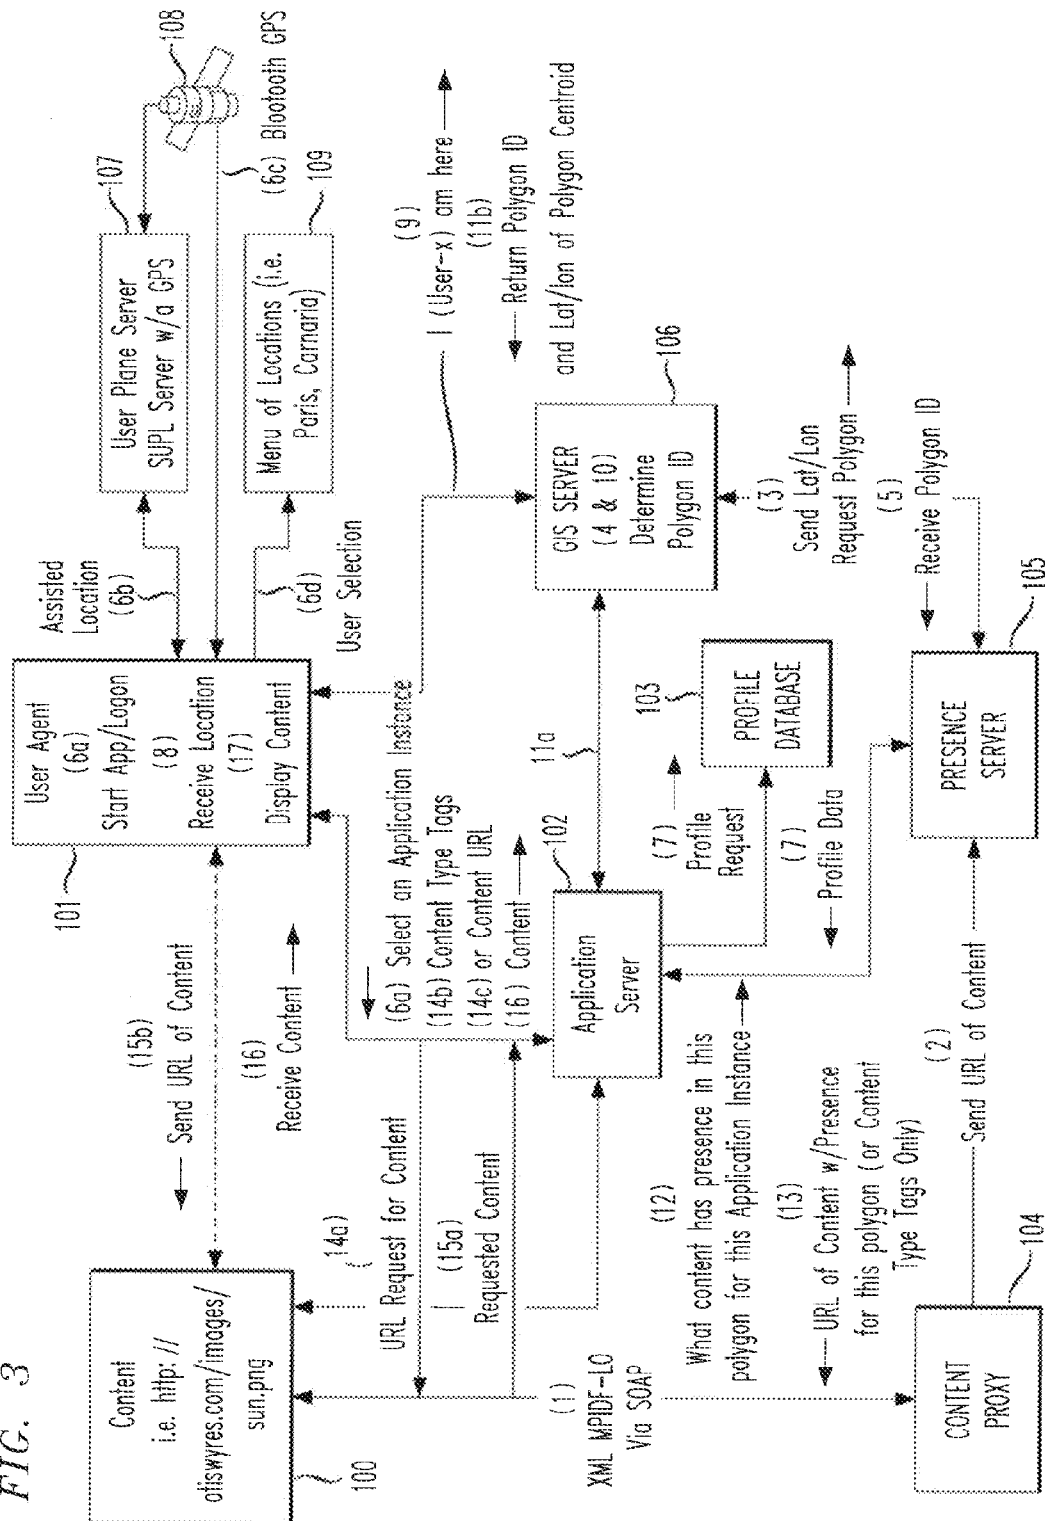 FIG. 3
Content
i.e. http://
otiswyres.com/images/
sun.png
100
(15b)
Send URL of Content
(16)
Receive Content
101
User Agent
(6a)
Start App/Logon
(8)
Receive Location
(17)
Display Content
Assisted
Location
(6b)
(6d)
User Selection
107
User Plane Server
SUPL Server w/a GPS
108
(6c) Blootooth GPS
Menu of Locations (i.e.
Paris, Carnaria)
109
14a)
URL Request for Content
(15a)
Requested Content
(6a) Select an Application Instance
(14b) Content Type Tags
(14c) or Content URL
(16) Content
(9)
I (User-x) am here
(11b)
Return Polygon ID
and Lat/lon of Polygon Centroid
GIS SERVER
(4 & 10)
Determine
Polygon ID
106
11a
102
Application
Server
103
PROFILE
DATABASE
(7)
Profile
Request
(7)
Profile Data
(3)
Send Lat/Lon
Request Polygon
(5)
Receive Polygon ID
(1)
XML MPIDF-LO
Via SOAP
(12)
What content has presence in this
polygon for this Application Instance
(13)
URL of Content w/Presence
for this polygon (or Content
Type Tags Only)
CONTENT
PROXY
104
(2)
Send URL of Content
PRESENCE
SERVER
105